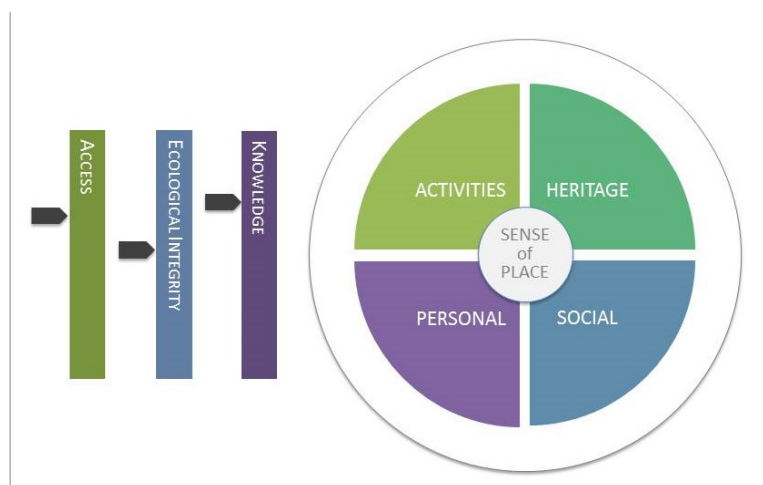 ACCESS
ECOLOGICAL INTEGRITY
KNOWLEDGE
ACTIVITIES
HERITAGE
SENSE
of
PLACE
PERSONAL
SOCIAL